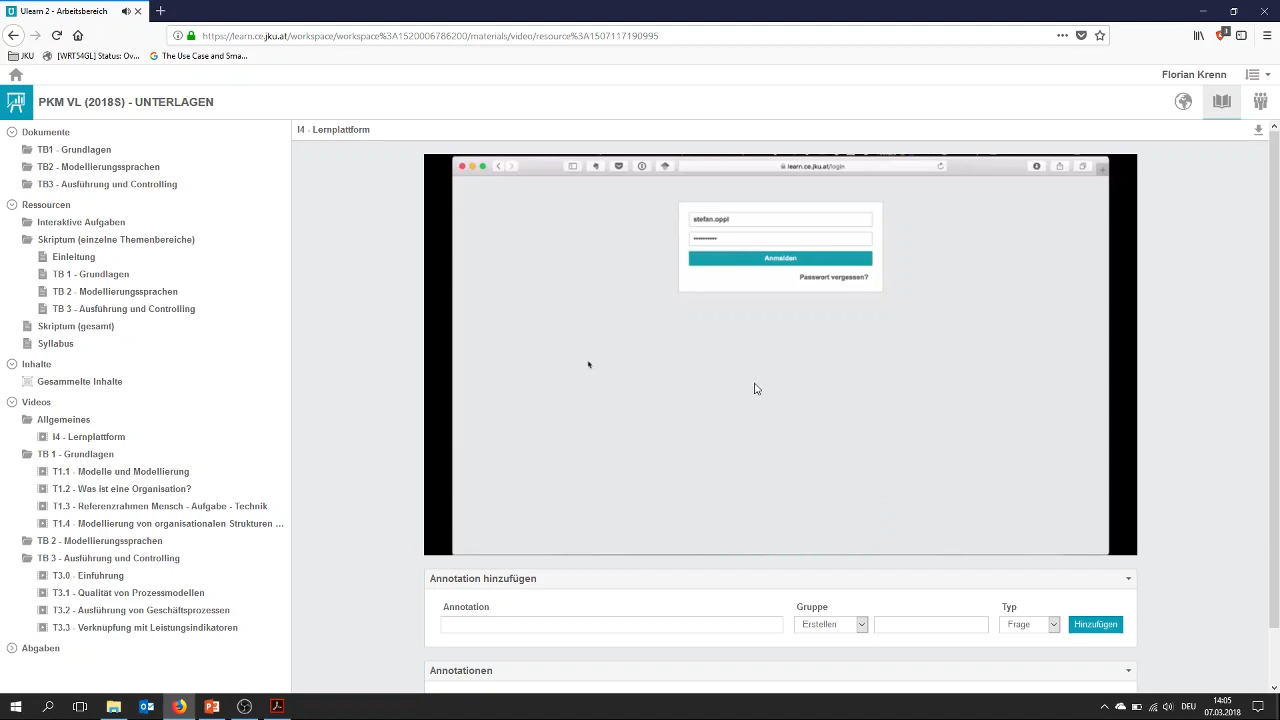 Ulearn 2 - Arbeitsbereich
https://learn.ce.jku.at/workspace/workspace%3A1520006786200/materials/video/resource%3A1507117190995
1
JKU
[WRTS4GL] Status: Ov...
The Use Case and Sma...
Florian Krenn
PKM VL (2018S) - UNTERLAGEN
Dokumente
TB1 - Grundlagen
TB2 - Modellierungssprachen
TB3 - Ausführung und Controlling
Ressourcen
Interaktive Aufgaben
Skriptum (einzelne Themenbereiche)
Einleitung
TB 1 - Grundlagen
TB 2 - Modellierungssprachen
TB 3 - Ausführung und Controlling
Skriptum (gesamt)
Syllabus
Inhalte
Gesammelte Inhalte
Videos
Allgemeines
I4 - Lernplattform
TB 1 - Grundlagen
T1.1 - Modelle und Modellierung
T1.2 - Was ist eine Organisation?
T1.3 - Referenzrahmen Mensch - Aufgabe - Technik
T1.4 - Modellierung von organisationalen Strukturen ...
TB 2 - Modellierungssprachen
TB 3 - Ausführung und Controlling
T3.0 - Einführung
T3.1 - Qualität von Prozessmodellen
T3.2 - Ausführung von Geschäftsprozessen
T3.3 - Verknüpfung mit Leistungsindikatoren
Abgaben
I4 - Lernplattform
learn.ce.jku.at/login
stefan.oppl
••••••••••
Anmelden
Passwort vergessen?
Annotation hinzufügen
Annotation
Gruppe
Typ
Erstellen
Frage
Hinzufügen
Annotationen
DEU
14:05
07.03.2018